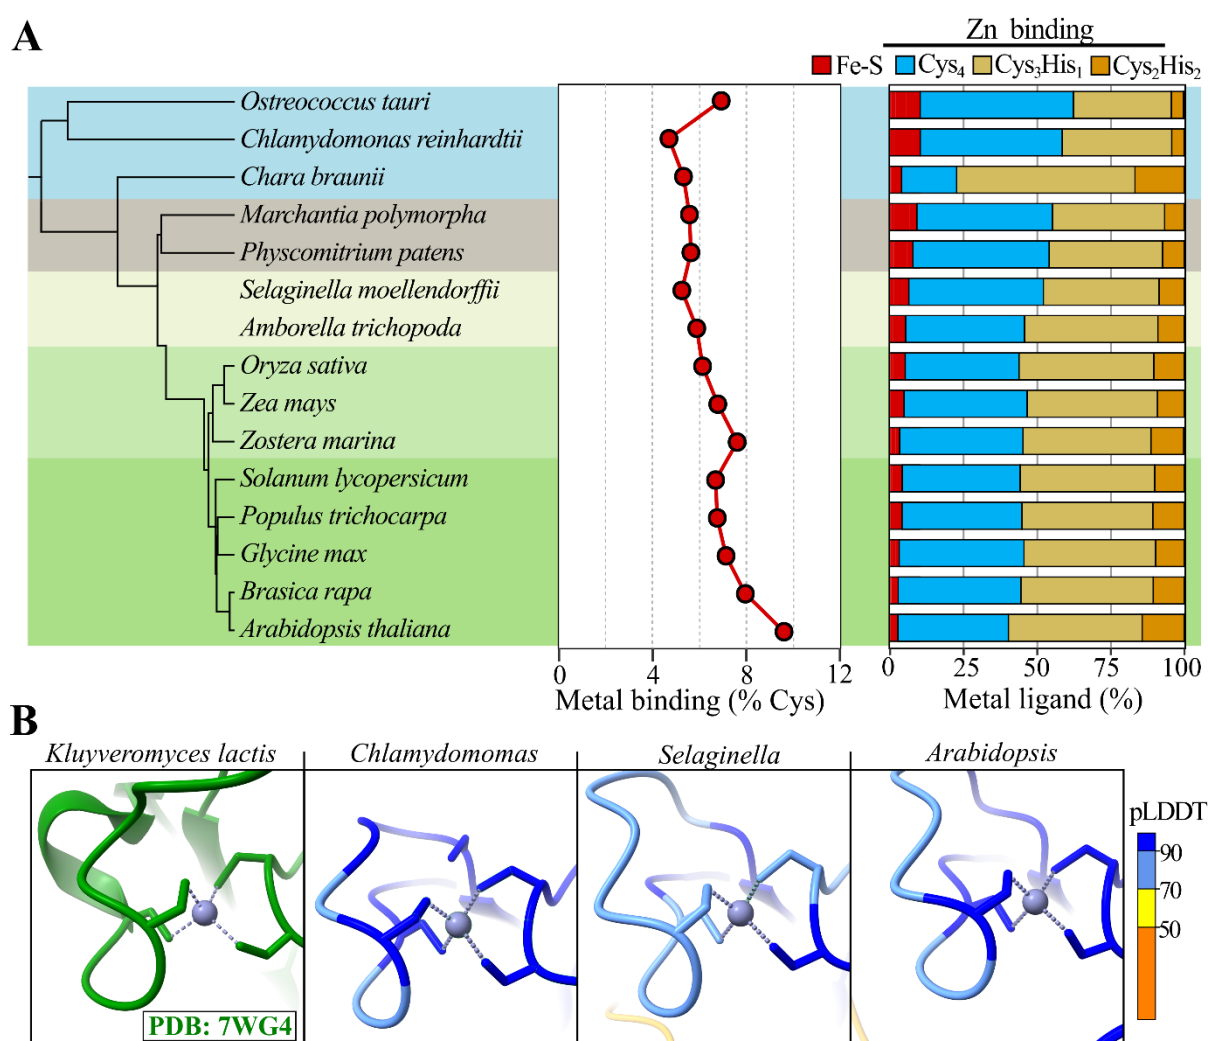 A
Zn binding
Fe-S Cys₄ Cys₃His₁ Cys₂His₂
Ostreococcus tauri
Chlamydomonas reinhardtii
Chara braunii
Marchantia polymorpha
Physcomitrium patens
Selaginella moellendorffii
Amborella trichopoda
Oryza sativa
Zea mays
Zostera marina
Solanum lycopersicum
Populus trichocarpa
Glycine max
Brasica rapa
Arabidopsis thaliana
0 4 8 12
Metal binding (% Cys)
0 25 50 75 100
Metal ligand (%)
B
Kluyveromyces lactis
Chlamydomomas
Selaginella
Arabidopsis
PDB: 7WG4
pLDDT
90
70
50